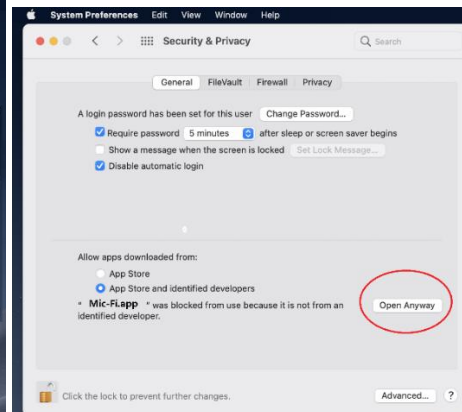 System Preferences Edit View Window Help
Security & Privacy Search
General FileVault Firewall Privacy
A login password has been set for this user Change Password...
Require password 5 minutes after sleep or screen saver begins
Show a message when the screen is locked Set Lock Message...
Disable automatic login
Allow apps downloaded from:
App Store
App Store and identified developers
" Mic-Fi.app " was blocked from use because it is not from an Open Anyway
identified developer.
Click the lock to prevent further changes. Advanced... ?